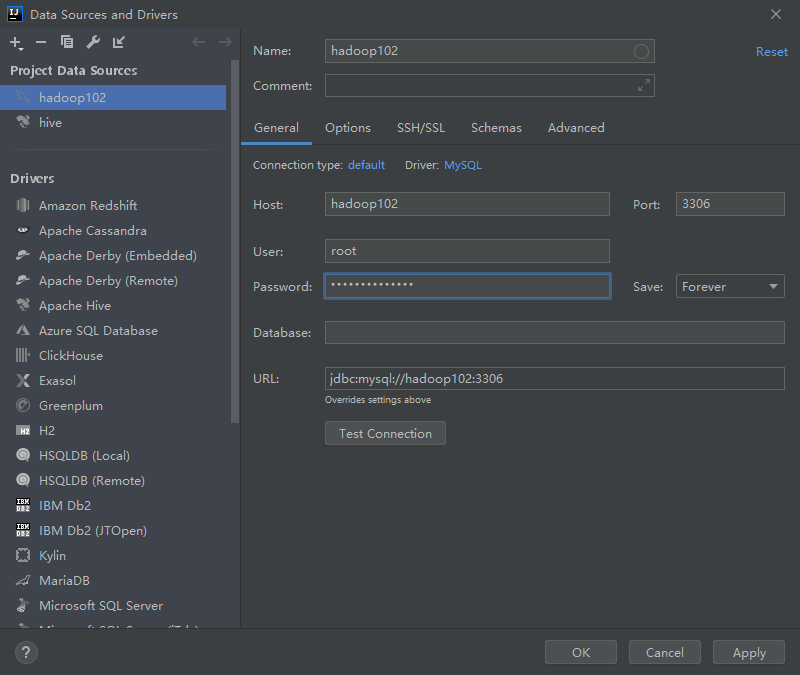 Data Sources and Drivers
Project Data Sources
hadoop102
hive
Drivers
Amazon Redshift
Apache Cassandra
Apache Derby (Embedded)
Apache Derby (Remote)
Apache Hive
Azure SQL Database
ClickHouse
Exasol
Greenplum
H2
HSQLDB (Local)
HSQLDB (Remote)
IBM Db2
IBM Db2 (JTOpen)
Kylin
MariaDB
Microsoft SQL Server
Name: hadoop102
Reset
Comment:
General Options SSH/SSL Schemas Advanced
Connection type: default Driver: MySQL
Host: hadoop102 Port: 3306
User: root
Password: •••••••••••••• Save: Forever
Database:
URL: jdbc:mysql://hadoop102:3306
Overrides settings above
Test Connection
? OK Cancel Apply